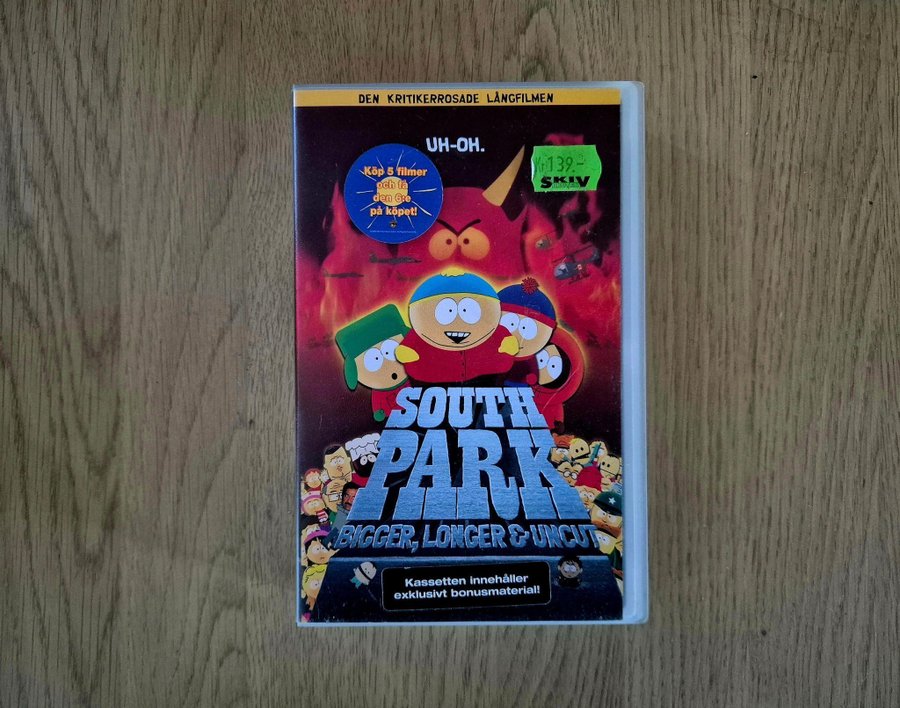 DEN KRITIKERROSADE LÅNGFILMEN
UH-OH.
Köp 5 filmer
och få
den 6:e
på köpet!
Kr139.-
SKIV
SOUTH
PARK
BIGGER, LONGER & UNCUT
Kassetten innehåller
exklusivt bonusmaterial!